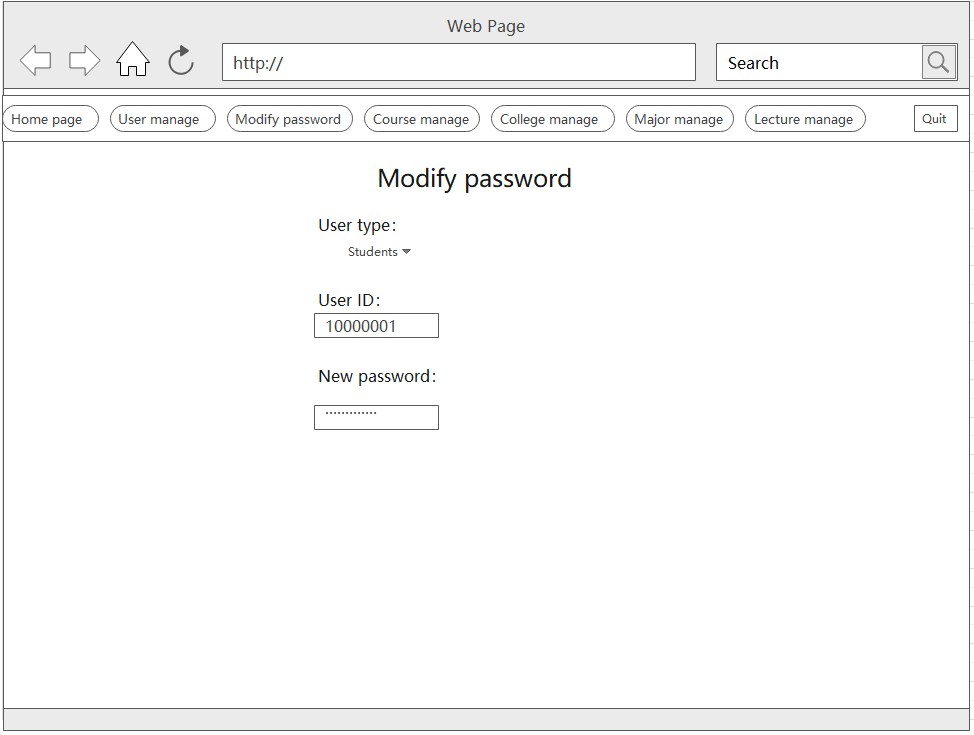 Web Page
http://
Search
Home page User manage Modify password Course manage College manage Major manage Lecture manage Quit
Modify password
User type:
Students
User ID:
10000001
New password:
.............